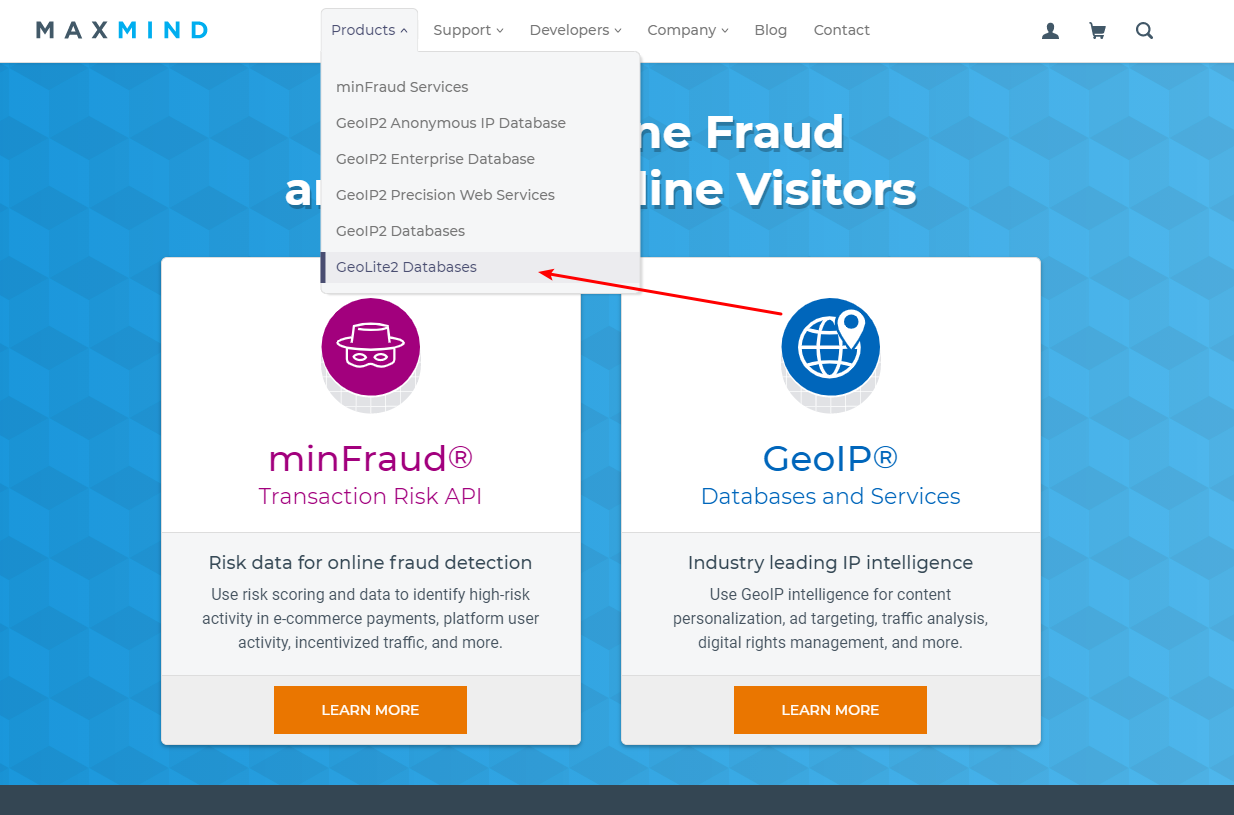 MAXMIND
Products Support Developers Company Blog Contact
minFraud Services
GeoIP2 Anonymous IP Database
GeoIP2 Enterprise Database
GeoIP2 Precision Web Services
GeoIP2 Databases
GeoLite2 Databases
Fraud
Visitors
minFraud®
Transaction Risk API
Risk data for online fraud detection
Use risk scoring and data to identify high-risk
activity in e-commerce payments, platform user
activity, incentivized traffic, and more.
LEARN MORE
GeoIP®
Databases and Services
Industry leading IP intelligence
Use GeoIP intelligence for content
personalization, ad targeting, traffic analysis,
digital rights management, and more.
LEARN MORE